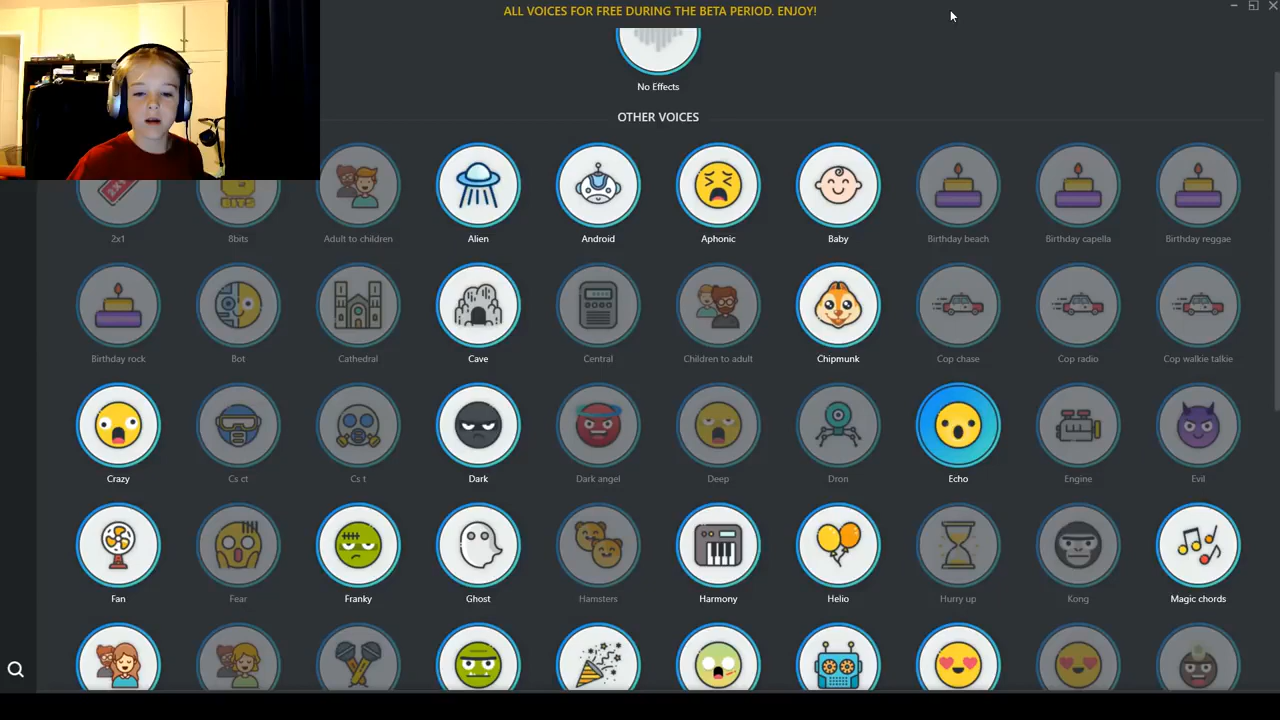 ALL VOICES FOR FREE DURING THE BETA PERIOD. ENJOY!
No Effects
OTHER VOICES
2x1
8bits
Adult to children
Alien
Android
Aphonic
Baby
Birthday beach
Birthday capella
Birthday reggae
Birthday rock
Bot
Cathedral
Cave
Central
Children to adult
Chipmunk
Cop chase
Cop radio
Cop walkie talkie
Crazy
Cs ct
Cs t
Dark
Dark angel
Deep
Dron
Echo
Engine
Evil
Fan
Fear
Franky
Ghost
Hamsters
Harmony
Helio
Hurry up
Kong
Magic chords